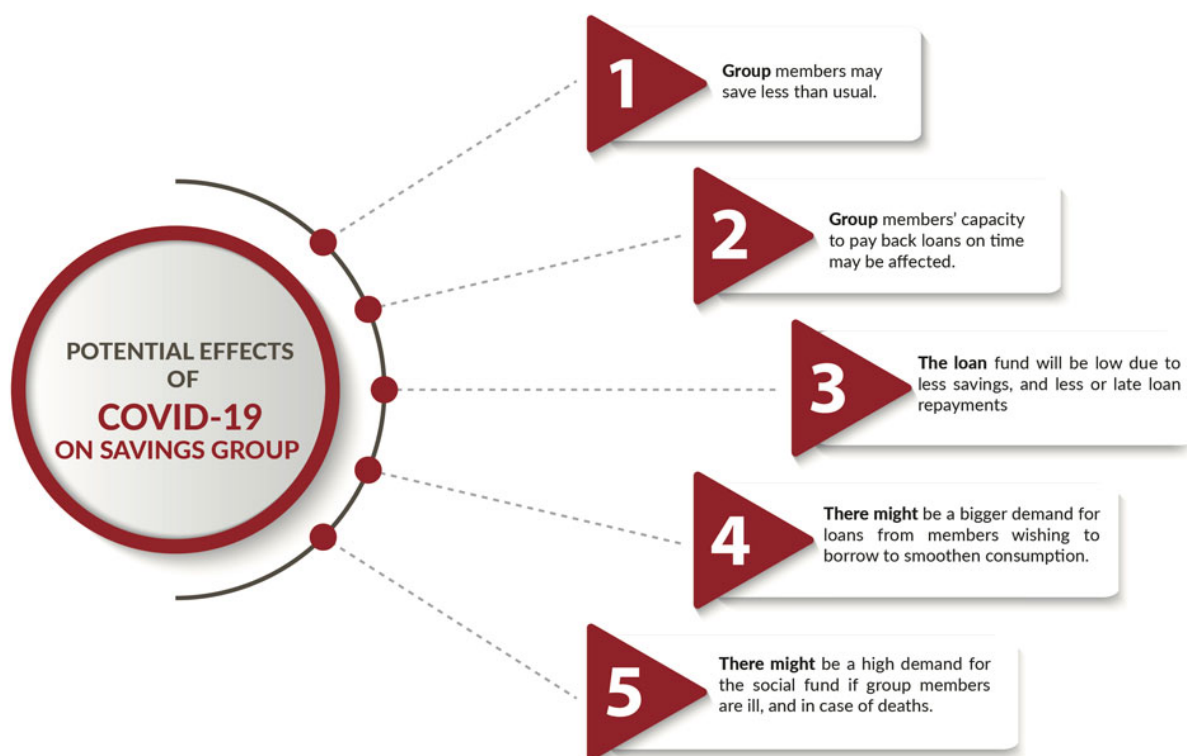 POTENTIAL EFFECTS
OF
COVID-19
ON SAVINGS GROUP
1
Group members may
save less than usual.
2
Group members’ capacity
to pay back loans on time
may be affected.
3
The loan fund will be low due to
less savings, and less or late loan
repayments
4
There might be a bigger demand for
loans from members wishing to
borrow to smoothen consumption.
5
There might be a high demand for
the social fund if group members
are ill, and in case of deaths.